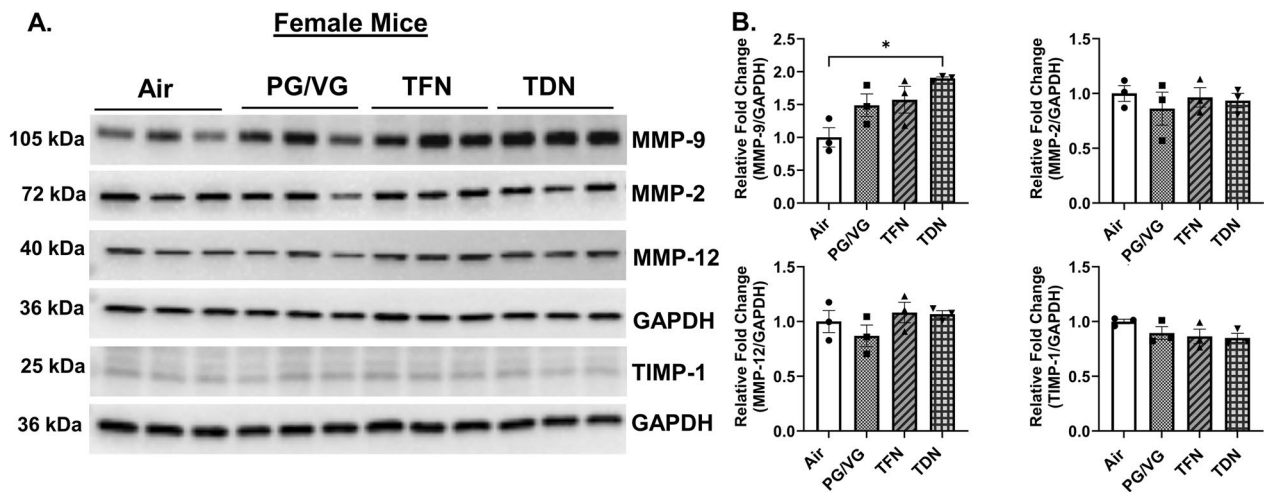 A.
Female Mice
Air PG/VG TFN TDN
105 kDa MMP-9
72 kDa MMP-2
40 kDa MMP-12
36 kDa GAPDH
25 kDa TIMP-1
36 kDa GAPDH
B.
Relative Fold Change
(MMP-9/GAPDH)
2.5
2.0
1.5
1.0
0.5
0.0
*
Air PG/VG TFN TDN
Relative Fold Change
(MMP-2/GAPDH)
1.5
1.0
0.5
0.0
Air PG/VG TFN TDN
Relative Fold Change
(MMP-12/GAPDH)
1.5
1.0
0.5
0.0
Air PG/VG TFN TDN
Relative Fold Change
(TIMP-1/GAPDH)
1.5
1.0
0.5
0.0
Air PG/VG TFN TDN